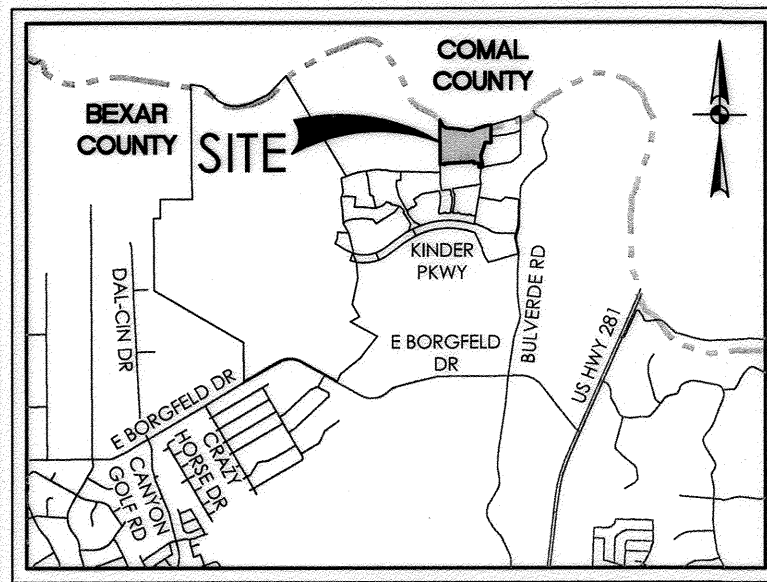 COMAL
COUNTY
BEXAR
COUNTY
SITE
KINDER
PKWY
DAL-CIN DR
BULVERDE RD
E BORGFELD
DR
US HWY 281
E BORGFELD DR
CRAZY
HORSE DR
CANYON
GOLF RD